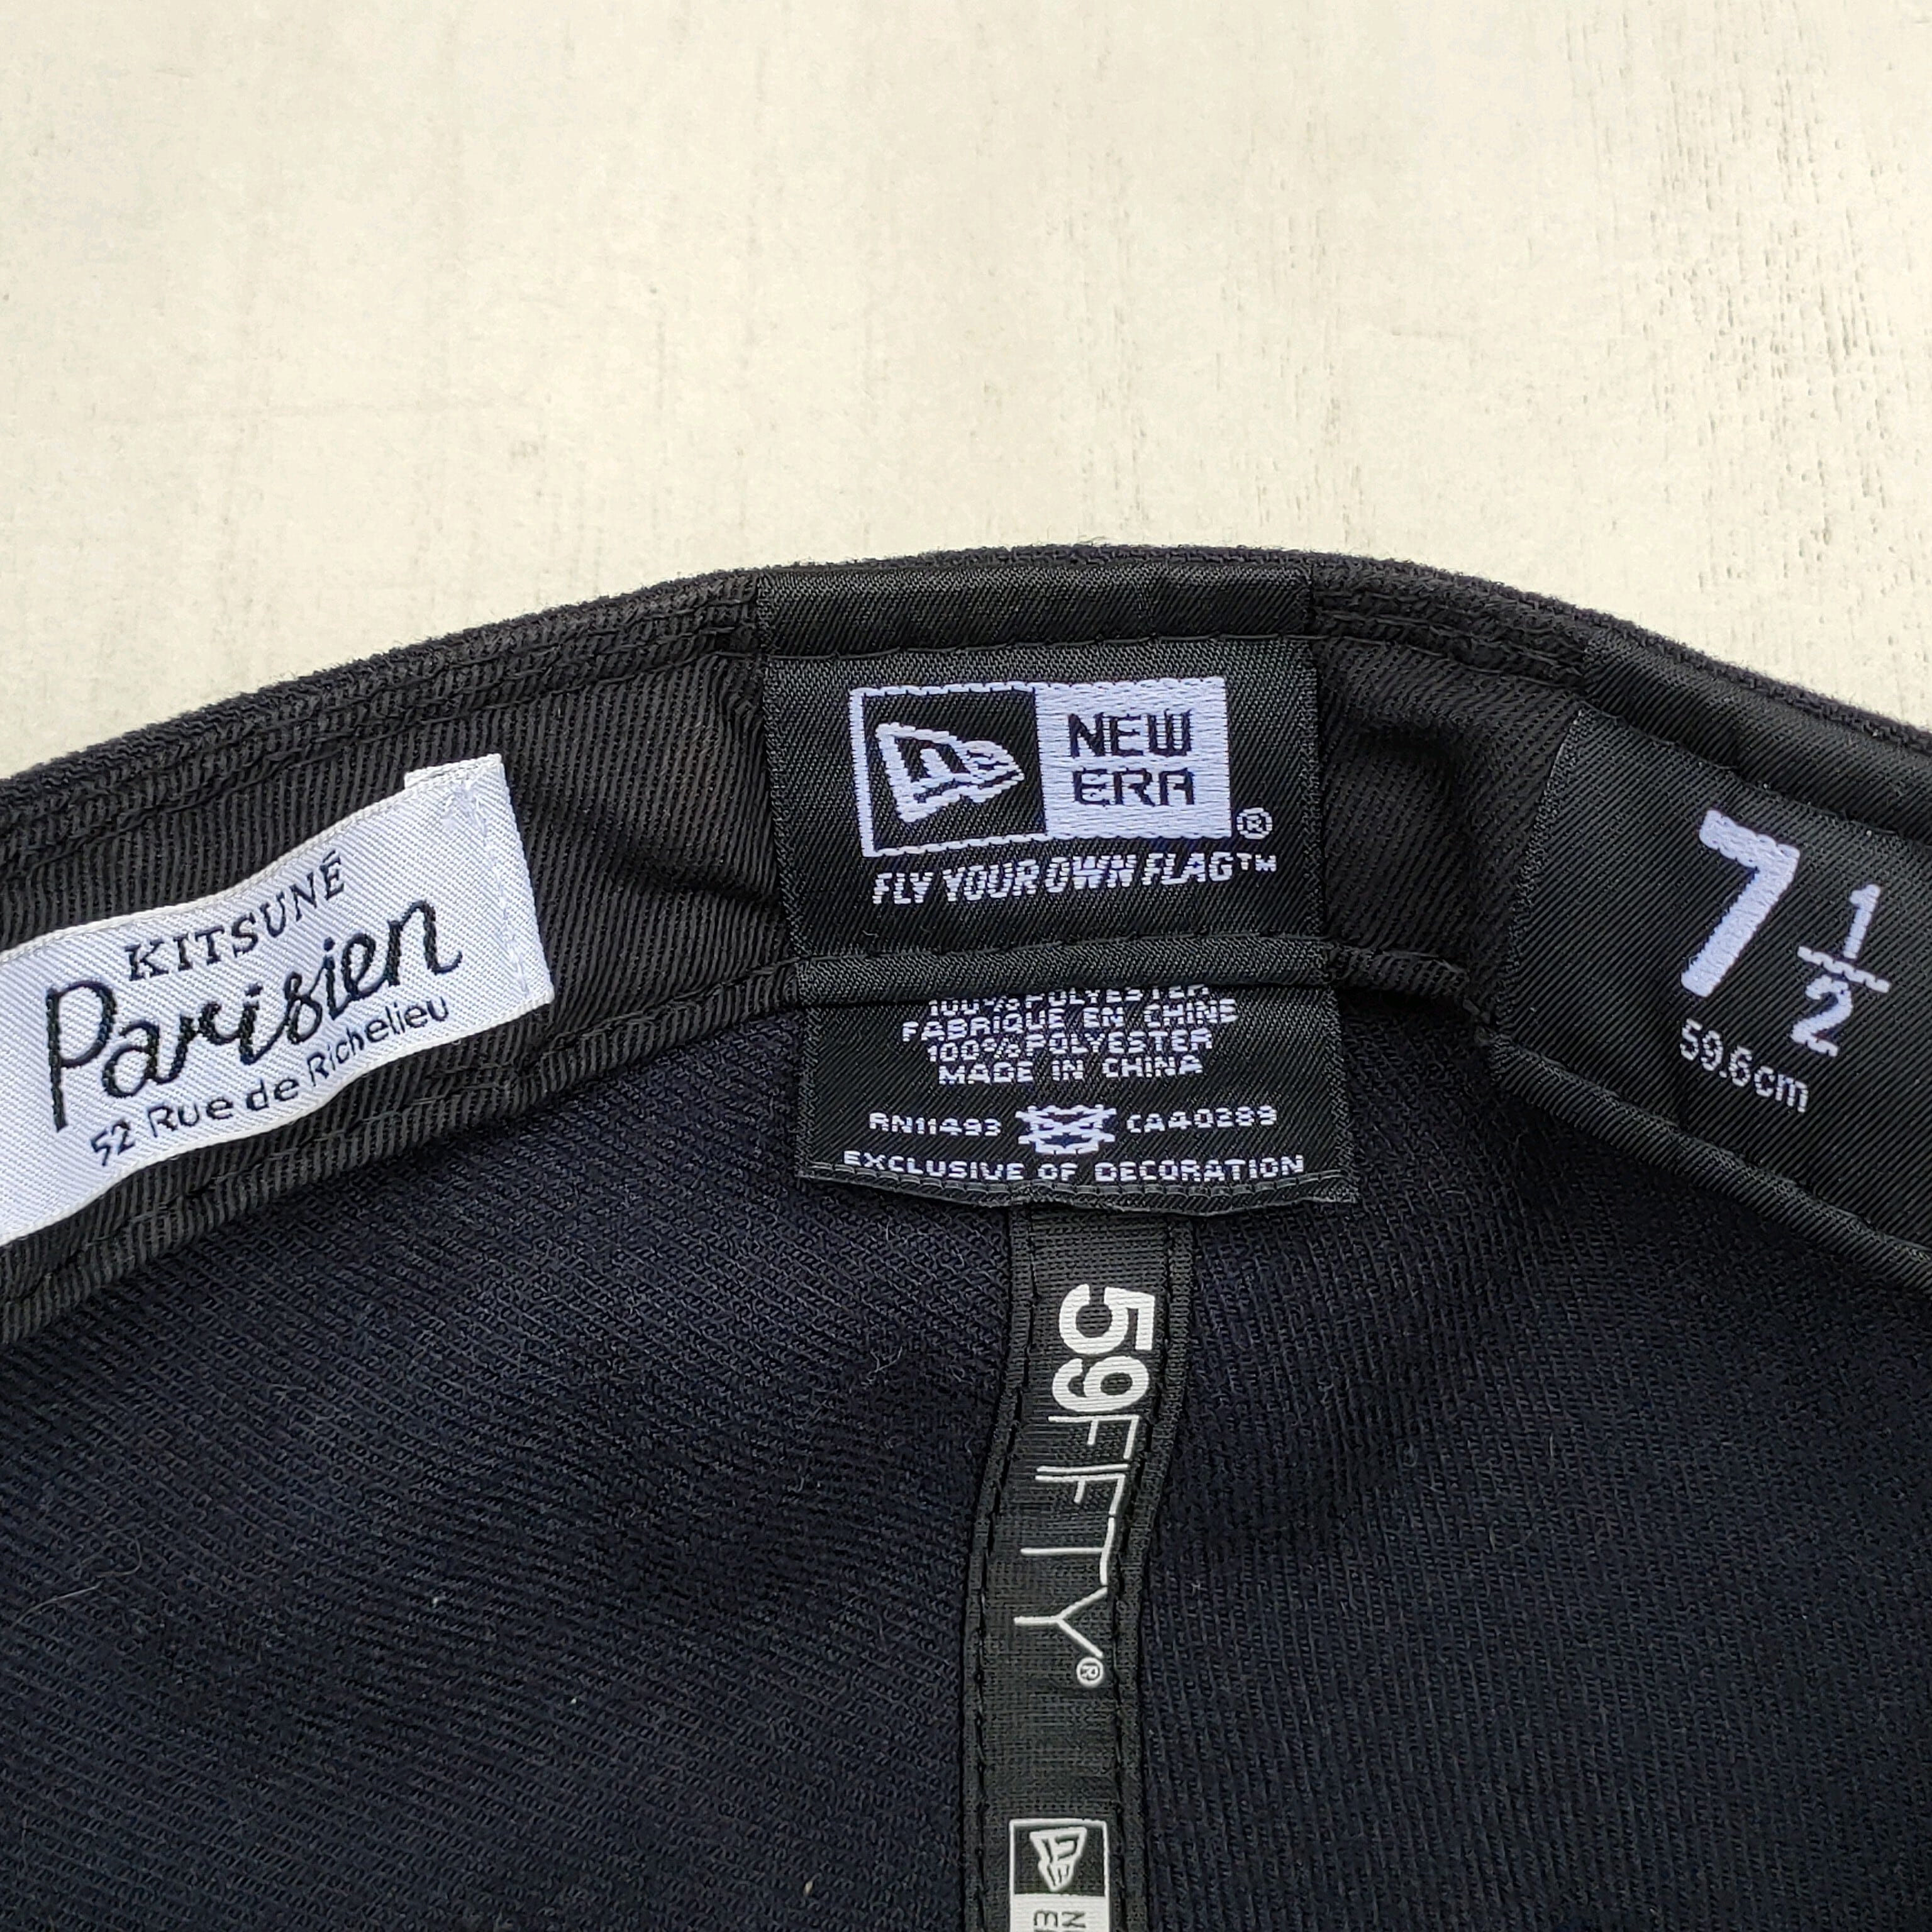 KITSUNÉ
Parisien
52 Rue de Richelieu
NEW
ERA
®
FLY YOUR OWN FLAG™
100% POLYESTER
FABRIQUE EN CHINE
100% POLYESTER
MADE IN CHINA
RN11493 CA40289
EXCLUSIVE OF DECORATION
7 1/2
59.6cm
59FIFTY®